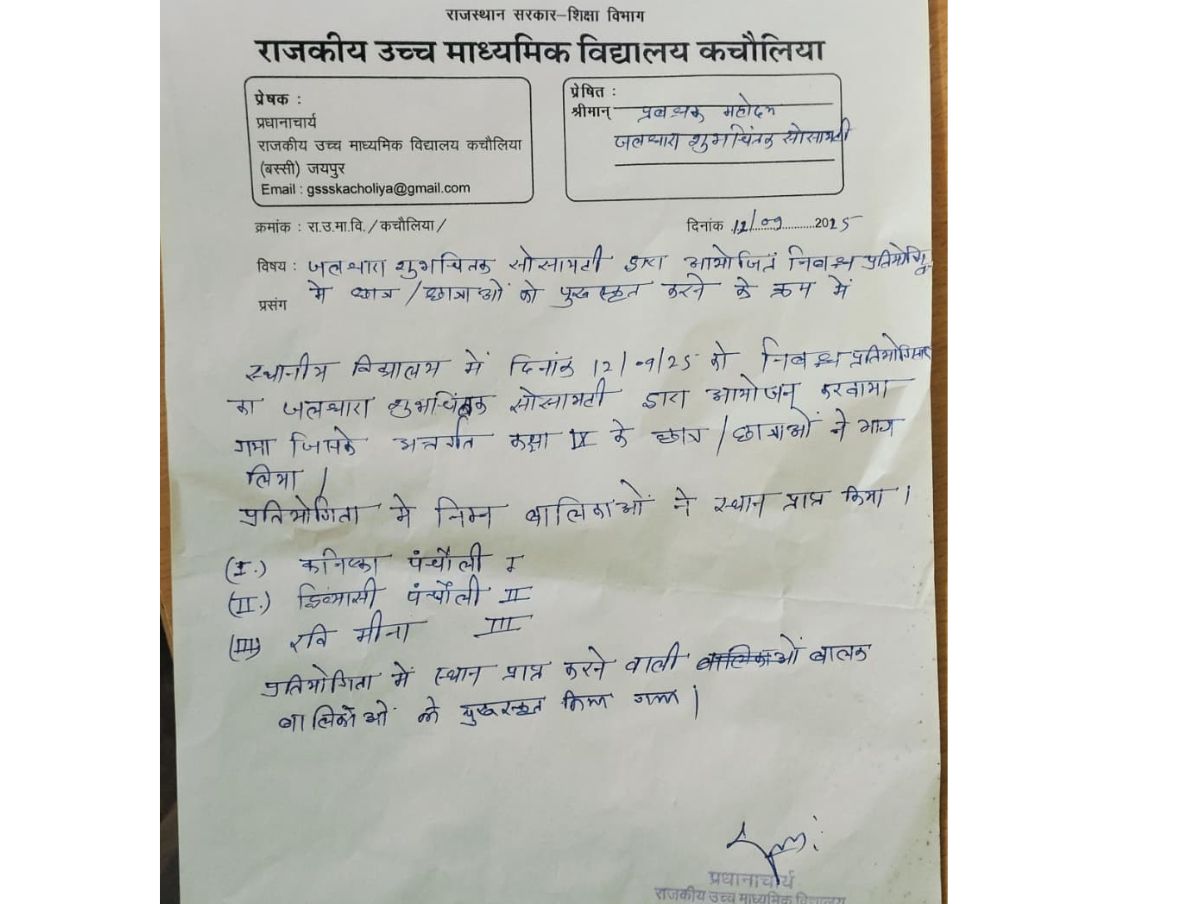 राजस्थान सरकार–शिक्षा विभाग
राजकीय उच्च माध्यमिक विद्यालय कचौलिया
प्रेषक :
प्रधानाचार्य
राजकीय उच्च माध्यमिक विद्यालय कचौलिया
(बस्सी) जयपुर
Email : gssskacholiya@gmail.com
प्रेषित :
श्रीमान् प्रबन्धक महोदय
जलधारा शुभचिंतक सोसायटी
क्रमांक : रा.उ.मा.वि. / कचौलिया /
दिनांक 12/09/2025
विषय : जलधारा शुभचिंतक सोसायटी द्वारा आयोजित निबन्ध प्रतियोगिता
में छात्र / छात्राओं को पुरुस्कृत करने के क्रम में
प्रसंग
स्थानीय विद्यालय में दिनांक 12/09/25 को निबन्ध प्रतियोगिता
का जलधारा शुभचिंतक सोसायटी द्वारा आयोजन करवाया
गया जिसके अन्तर्गत कक्षा IX के छात्र / छात्राओं ने भाग
लिया /
प्रतियोगिता में निम्न बालिकाओं ने स्थान प्राप्त किया ।
(I.) कनिष्का पंचौली I
(II.) पंचौली II
(III) रवि मीना III
प्रतियोगिता में स्थान प्राप्त करने वाली बालिकाओं बालक
बालिकाओं को पुरुस्कृत किया गया ।
प्रधानाचार्य
राजकीय उच्च माध्यमिक विद्यालय